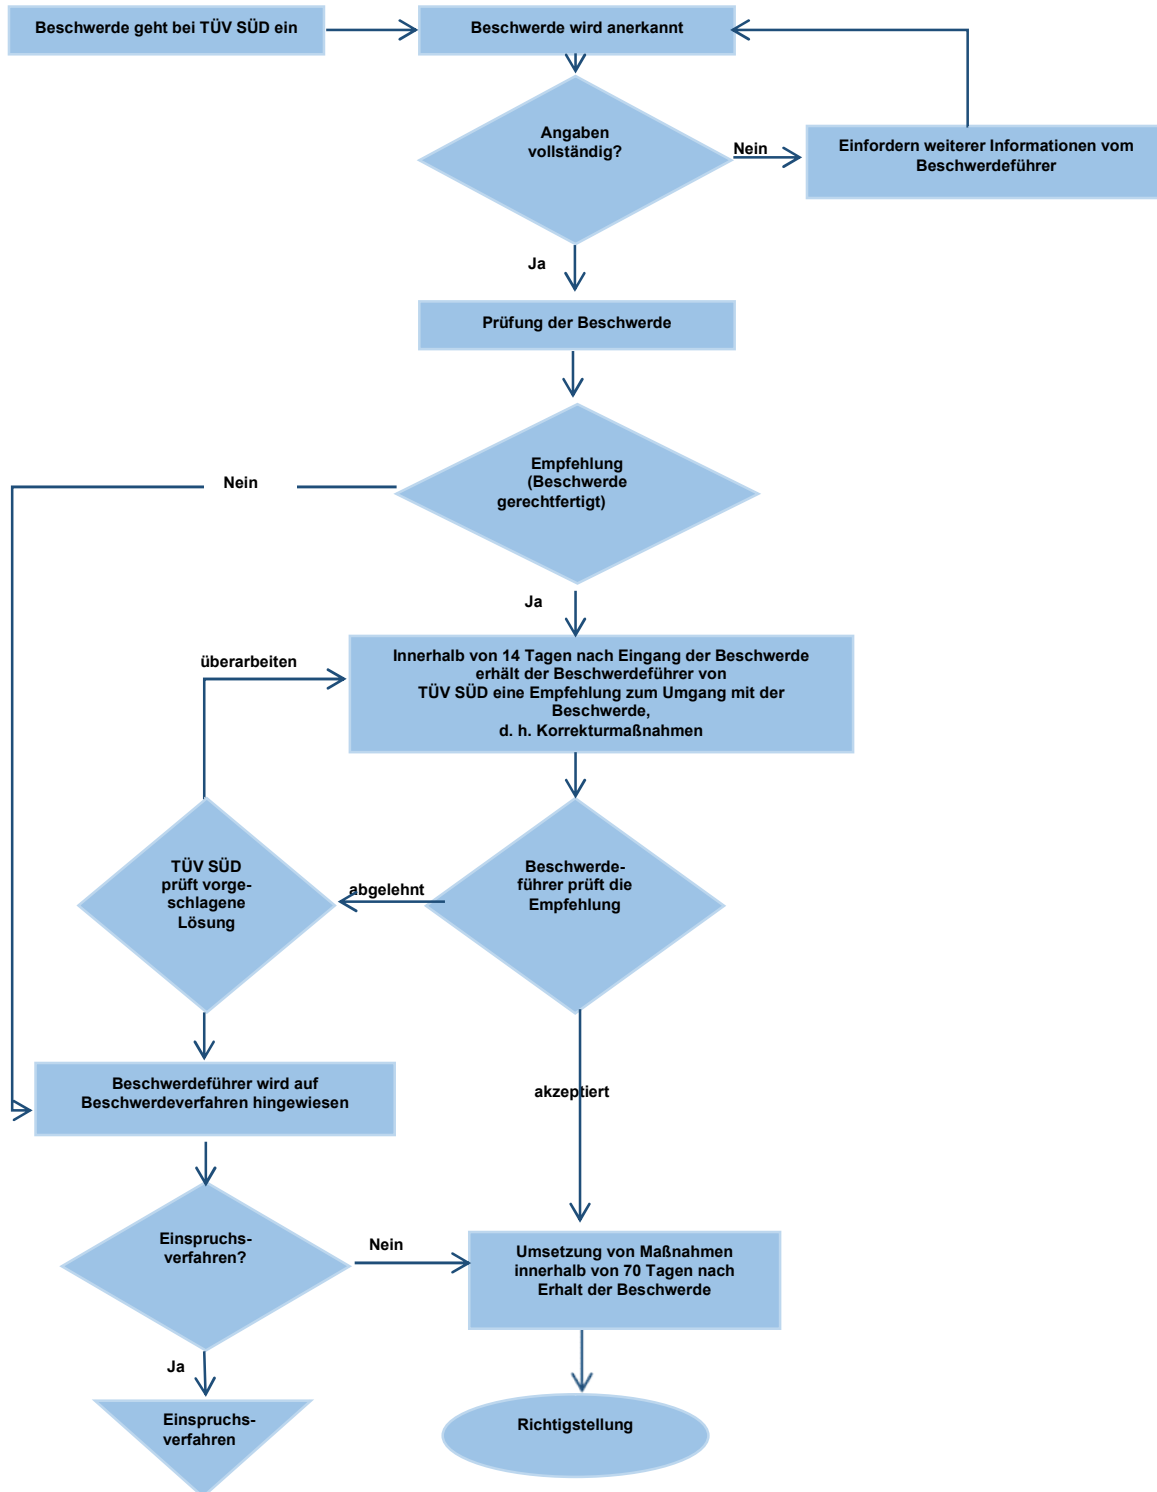 Beschwerde geht bei TÜV SÜD ein
Beschwerde wird anerkannt
Angaben
vollständig?
Nein
Einfordern weiterer Informationen vom
Beschwerdeführer
Ja
Prüfung der Beschwerde
Empfehlung
(Beschwerde
gerechtfertigt)
Nein
Ja
überarbeiten
Innerhalb von 14 Tagen nach Eingang der Beschwerde
erhält der Beschwerdeführer von
TÜV SÜD eine Empfehlung zum Umgang mit der
Beschwerde,
d. h. Korrekturmaßnahmen
TÜV SÜD
prüft vorge-
schlagene
Lösung
abgelehnt
Beschwerde-
führer prüft die
Empfehlung
Beschwerdeführer wird auf
Beschwerdeverfahren hingewiesen
akzeptiert
Einspruchs-
verfahren?
Nein
Umsetzung von Maßnahmen
innerhalb von 70 Tagen nach
Erhalt der Beschwerde
Ja
Einspruchs-
verfahren
Richtigstellung